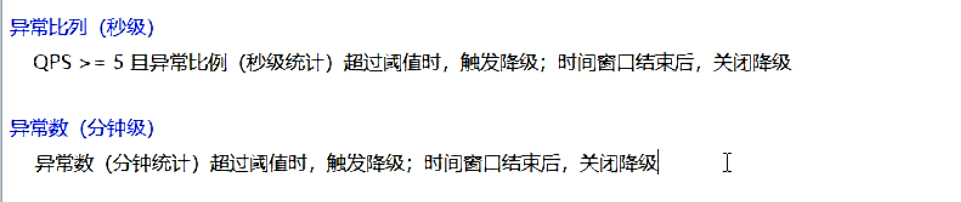 异常比列（秒级）
QPS >= 5 且异常比例（秒级统计）超过阈值时，触发降级；时间窗口结束后，关闭降级
异常数（分钟级）
异常数（分钟统计）超过阈值时，触发降级；时间窗口结束后，关闭降级